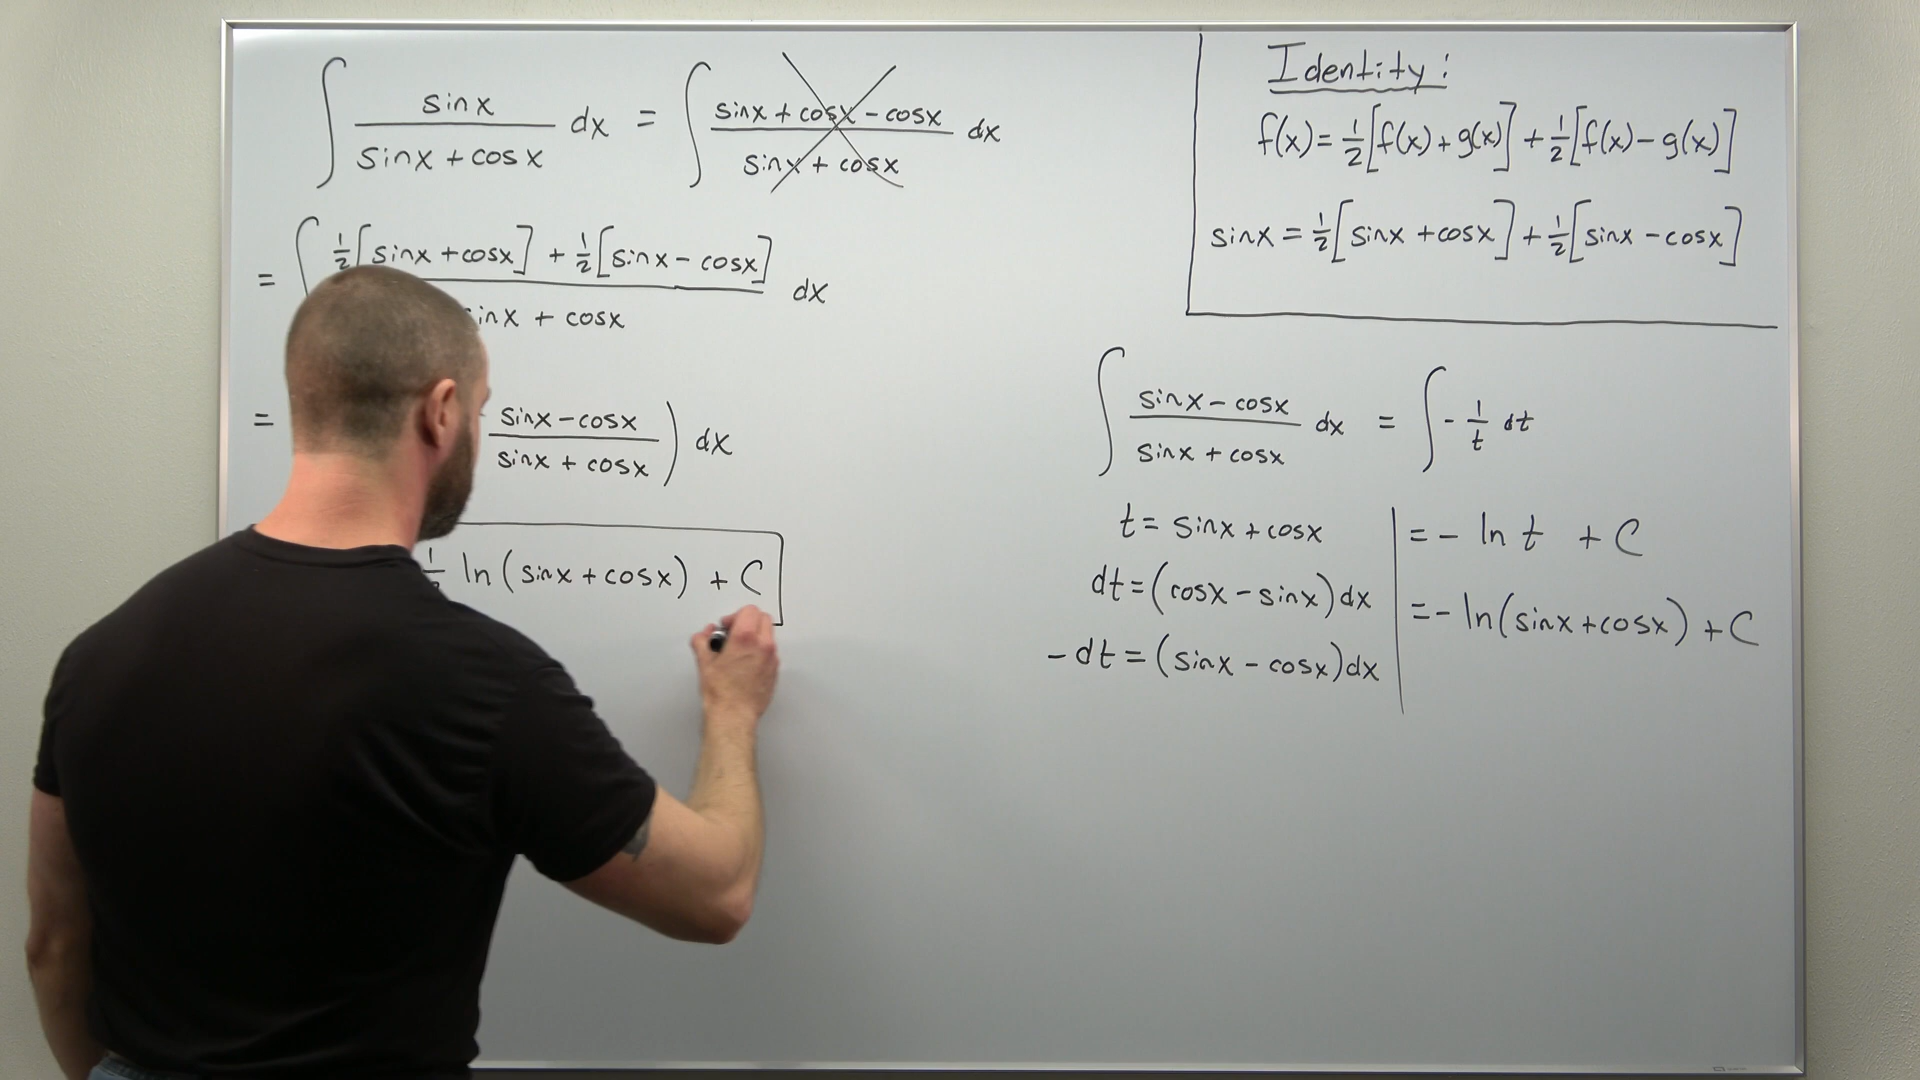 ∫ sinx / (sinx + cosx) dx = ∫ (sinx + cosx - cosx) / (sinx + cosx) dx
= ∫ (½[sinx + cosx] + ½[sinx - cosx]) / inx + cosx dx
= (sinx - cosx) / (sinx + cosx) ) dx
ln(sinx + cosx) + C
Identity:
f(x) = ½[f(x) + g(x)] + ½[f(x) - g(x)]
sinx = ½[sinx + cosx] + ½[sinx - cosx]
∫ (sinx - cosx) / (sinx + cosx) dx = ∫ - 1/t dt
t = sinx + cosx
dt = (cosx - sinx)dx
-dt = (sinx - cosx)dx
= - ln t + C
= - ln(sinx + cosx) + C